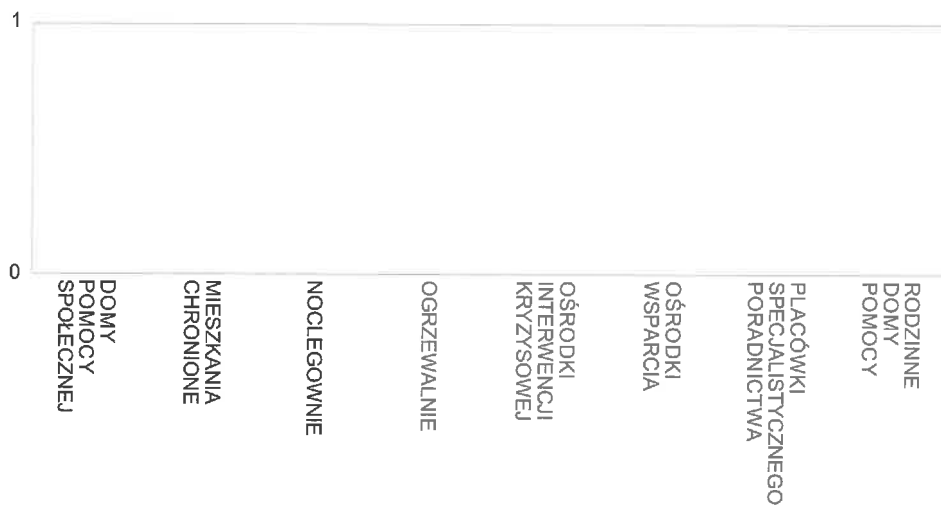 1
0
DOMY
POMOCY
SPOŁECZNEJ
MIESZKANIA
CHRONIONE
NOCLEGOWNIE
OGRZEWALNIE
OŚRODKI
INTERWENCJI
KRYZYSOWEJ
OŚRODKI
WSPARCIA
PLACÓWKI
SPECJALISTYCZNEGO
PORADNICTWA
RODZINNE
DOMY
POMOCY